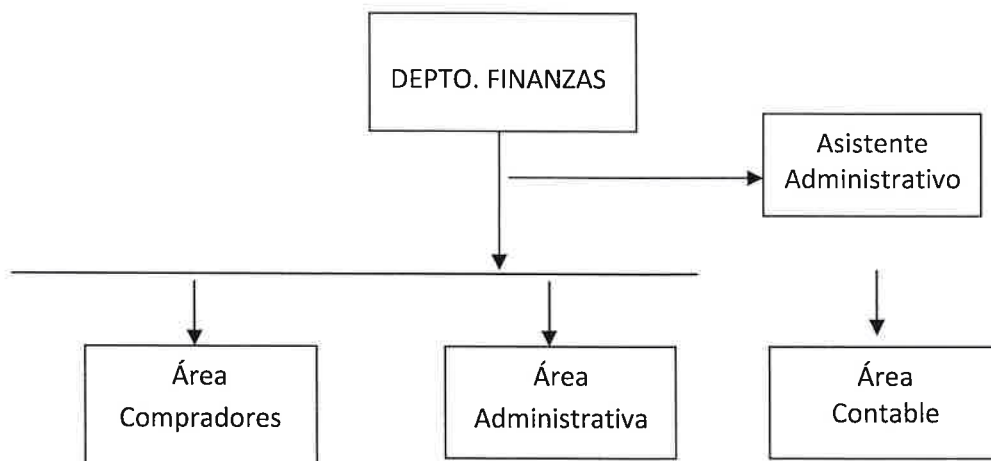 DEPTO. FINANZAS
Asistente
Administrativo
Área
Compradores
Área
Administrativa
Área
Contable